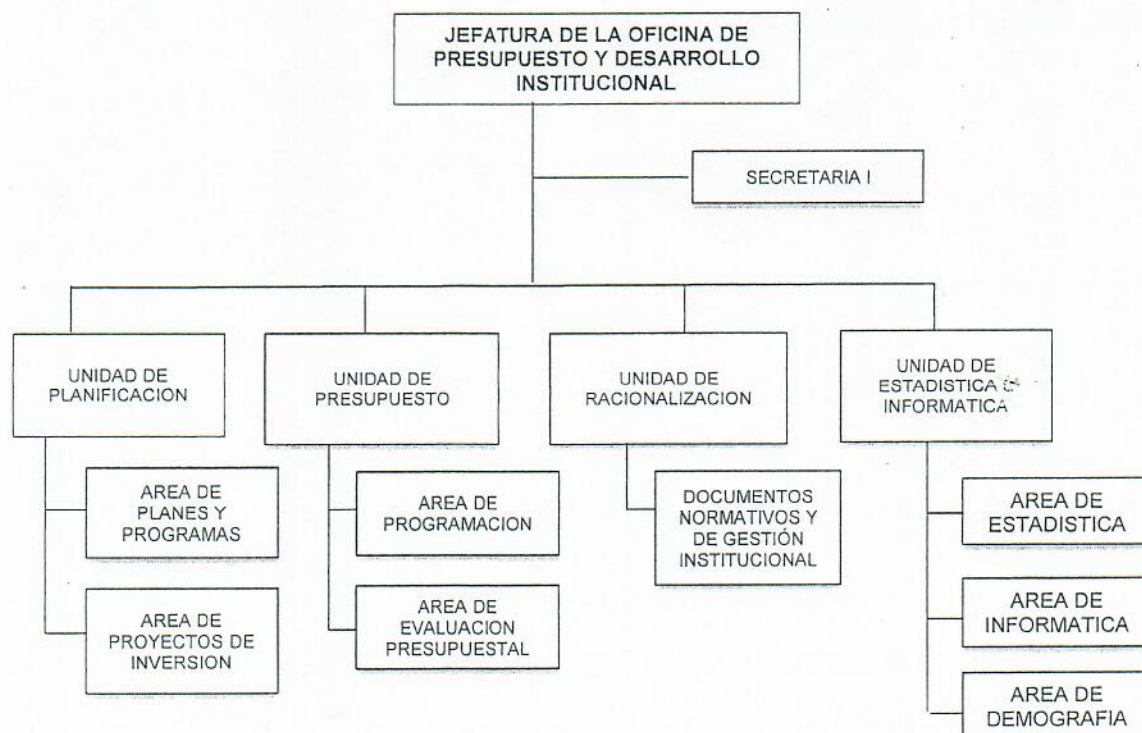 JEFATURA DE LA OFICINA DE
PRESUPUESTO Y DESARROLLO
INSTITUCIONAL
SECRETARIA I
UNIDAD DE
PLANIFICACION
UNIDAD DE
PRESUPUESTO
UNIDAD DE
RACIONALIZACION
UNIDAD DE
ESTADISTICA E
INFORMATICA
AREA DE
PLANES Y
PROGRAMAS
AREA DE
PROYECTOS DE
INVERSION
AREA DE
PROGRAMACION
AREA DE
EVALUACION
PRESUPUESTAL
DOCUMENTOS
NORMATIVOS Y
DE GESTIÓN
INSTITUCIONAL
AREA DE
ESTADISTICA
AREA DE
INFORMATICA
AREA DE
DEMOGRAFIA